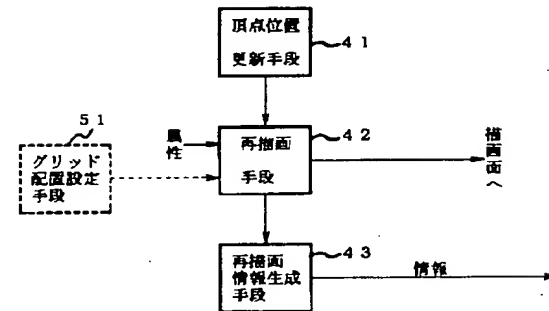 頂点位置
更新手段
41
51
グリッド
配置設定
手段
属性
再描画
手段
42
描画面へ
再描画
情報生成
手段
43
情報